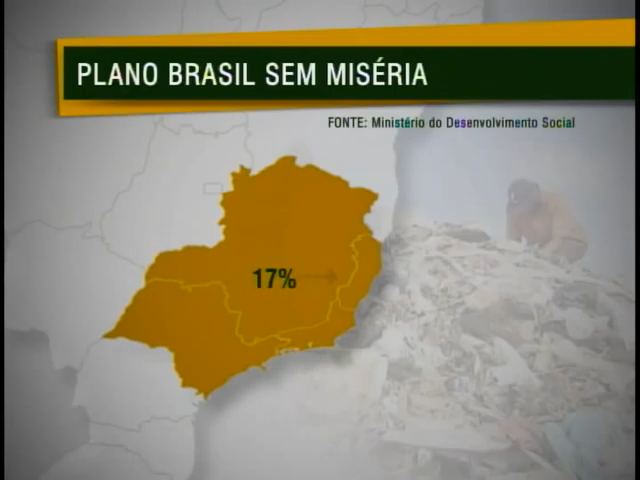 PLANO BRASIL SEM MISÉRIA
FONTE: Ministério do Desenvolvimento Social
17%